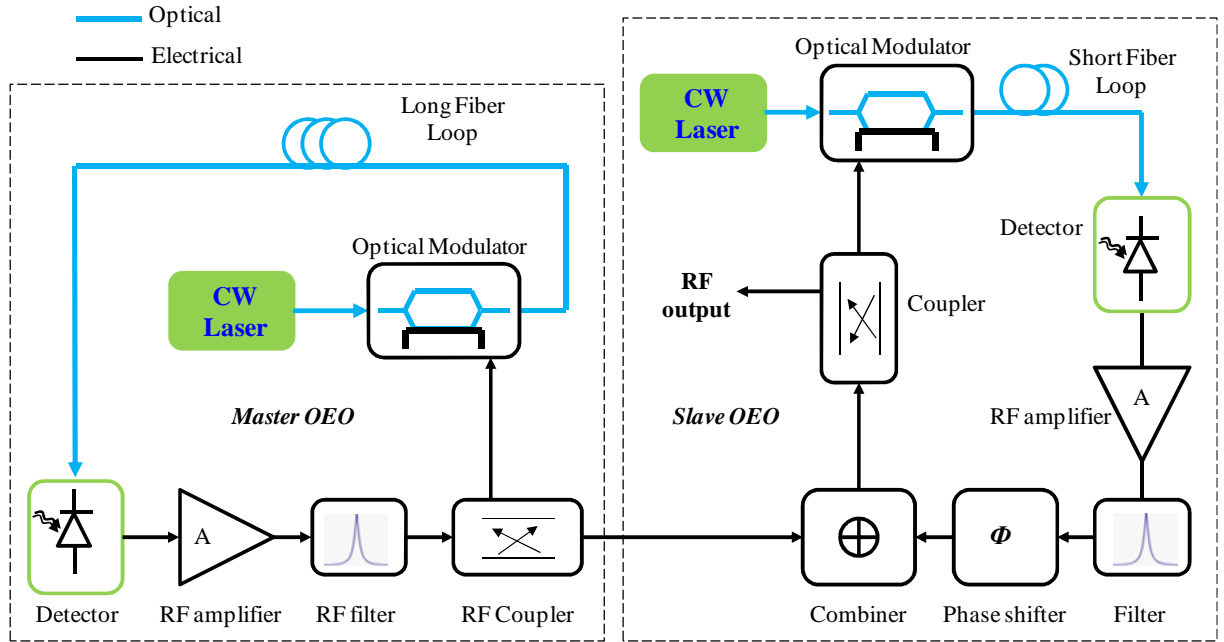 Optical
Electrical
Long Fiber
Loop
Optical Modulator
CW
Laser
Master OEO
A
Detector
RF amplifier
RF filter
RF Coupler
Optical Modulator
Short Fiber
Loop
CW
Laser
Detector
RF
output
Coupler
A
RF amplifier
Slave OEO
Φ
Combiner
Phase shifter
Filter